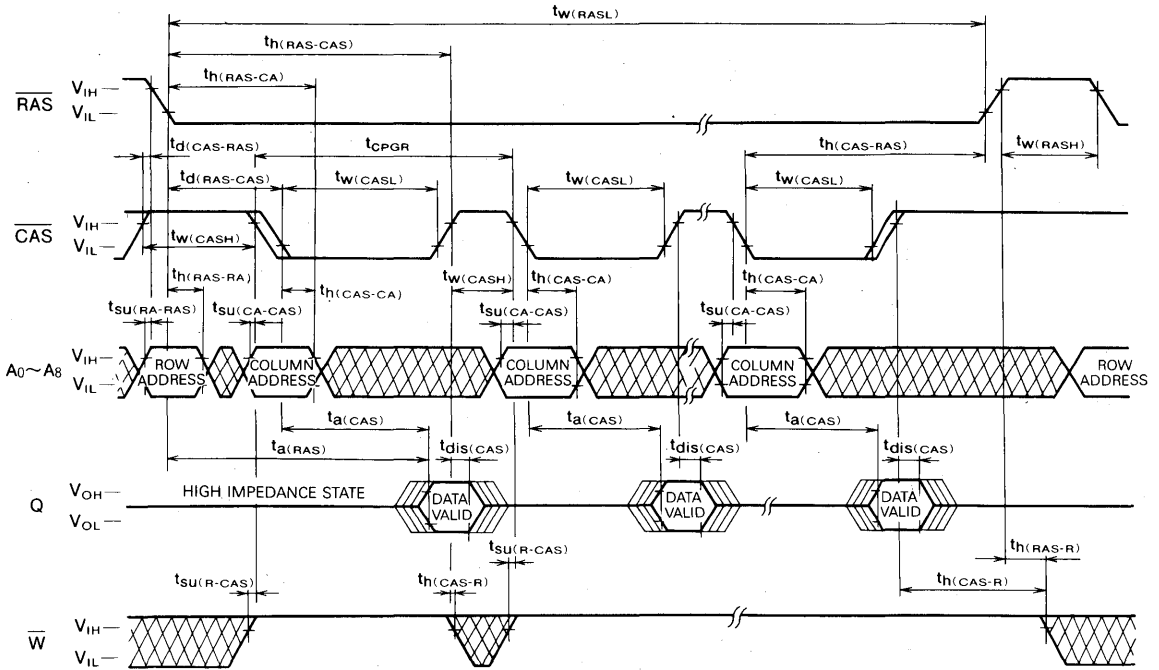 tw(RASL)
th(RAS-CAS)
th(RAS-CA)
RAS
VIH
VIL
td(CAS-RAS)
tCPGR
th(CAS-RAS)
tw(RASH)
td(RAS-CAS)
tw(CASL)
tw(CASL)
tw(CASL)
CAS
VIH
VIL
tw(CASH)
th(RAS-RA)
tw(CASH)
th(CAS-CA)
th(CAS-CA)
th(CAS-CA)
tsu(RA-RAS)
tsu(CA-CAS)
tsu(CA-CAS)
tsu(CA-CAS)
A0~A8
VIH
VIL
ROW ADDRESS
COLUMN ADDRESS
COLUMN ADDRESS
COLUMN ADDRESS
ROW ADDRESS
ta(CAS)
ta(CAS)
ta(CAS)
ta(RAS)
tdis(CAS)
tdis(CAS)
tdis(CAS)
Q
VOH
VOL
HIGH IMPEDANCE STATE
DATA VALID
DATA VALID
DATA VALID
tsu(R-CAS)
th(RAS-R)
tsu(R-CAS)
th(CAS-R)
th(CAS-R)
W
VIH
VIL